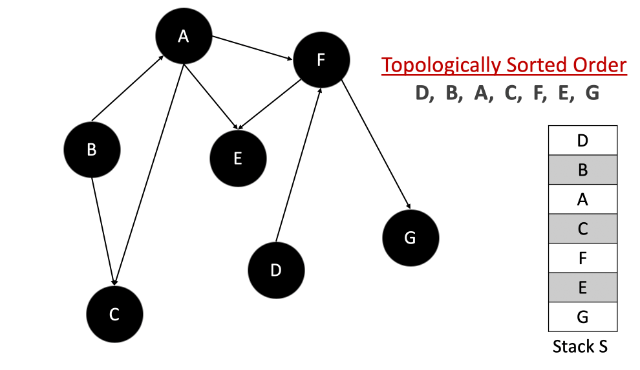 A
F
B
E
D
G
C
Topologically Sorted Order
D, B, A, C, F, E, G
D
B
A
C
F
E
G
Stack S